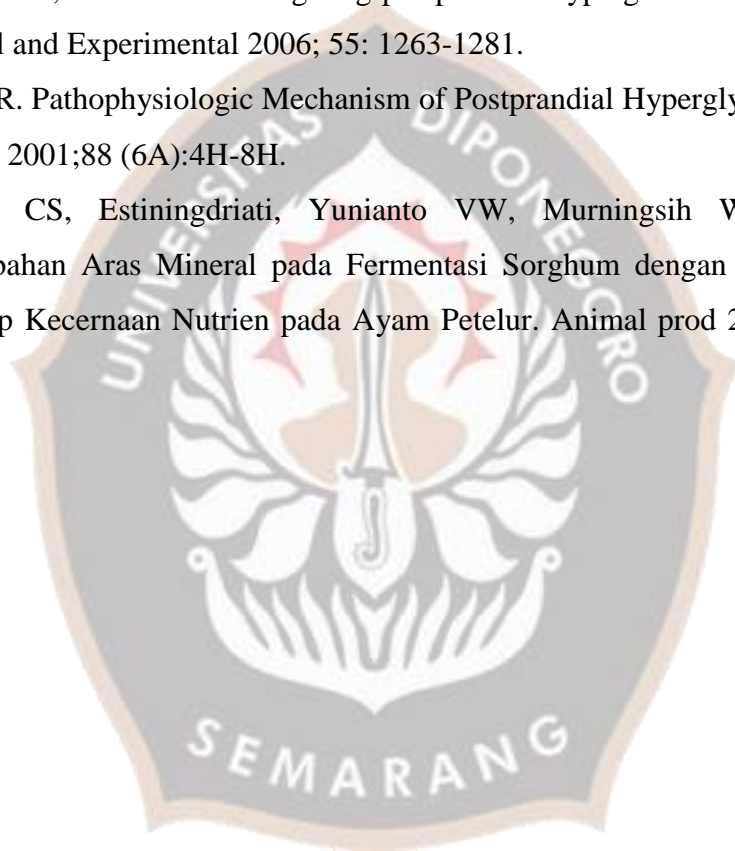 l and Experimental 2006; 55: 1263-1281.
R. Pathophysiologic Mechanism of Postprandial Hypergly
2001;88 (6A):4H-8H.
CS, Estiningdriati, Yunianto VW, Murningsih W
bahan Aras Mineral pada Fermentasi Sorghum dengan
p Kecernaan Nutrien pada Ayam Petelur. Animal prod 2
UNIVERSITAS DIPONEGORO
SEMARANG